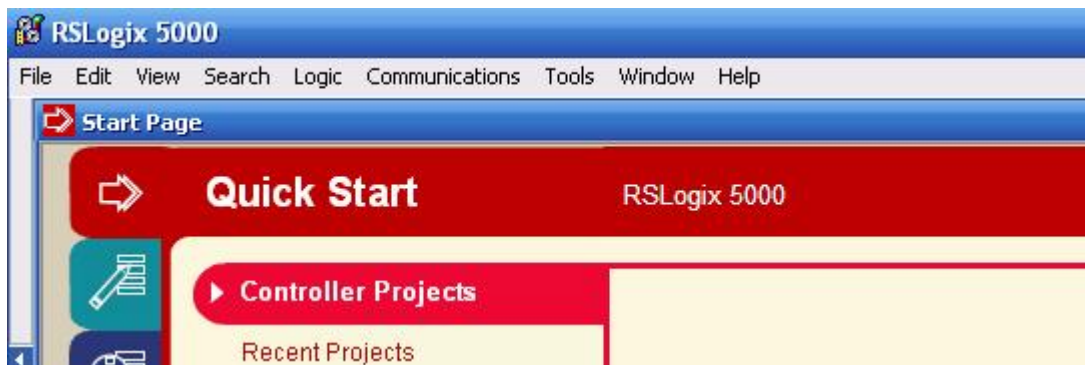 RSLogix 5000
File Edit View Search Logic Communications Tools Window Help
Start Page
Quick Start RSLogix 5000
Controller Projects
Recent Projects